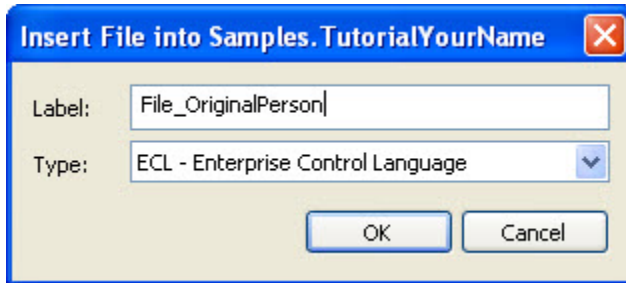 Insert File into Samples.TutorialYourName
Label: File_OriginalPerson
Type: ECL - Enterprise Control Language
OK Cancel